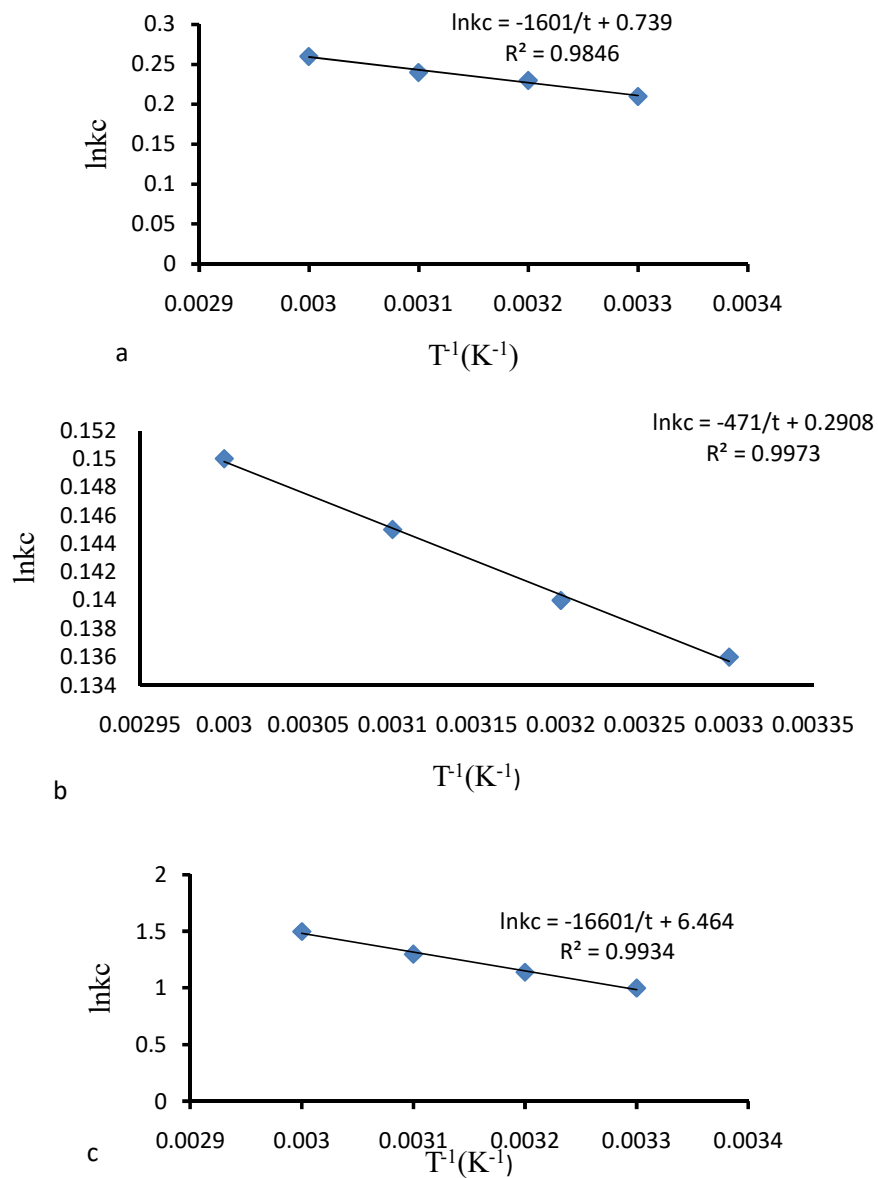 lnkc = -1601/t + 0.739
R² = 0.9846
0.3
0.25
0.2
0.15
0.1
0.05
0
lnkc
0.0029 0.003 0.0031 0.0032 0.0033 0.0034
T⁻¹(K⁻¹)
a
lnkc = -471/t + 0.2908
R² = 0.9973
0.152
0.15
0.148
0.146
0.144
0.142
0.14
0.138
0.136
0.134
lnkc
0.00295 0.003 0.00305 0.0031 0.00315 0.0032 0.00325 0.0033 0.00335
T⁻¹(K⁻¹)
b
lnkc = -16601/t + 6.464
R² = 0.9934
2
1.5
1
0.5
0
lnkc
0.0029 0.003 0.0031 0.0032 0.0033 0.0034
T⁻¹(K⁻¹)
c